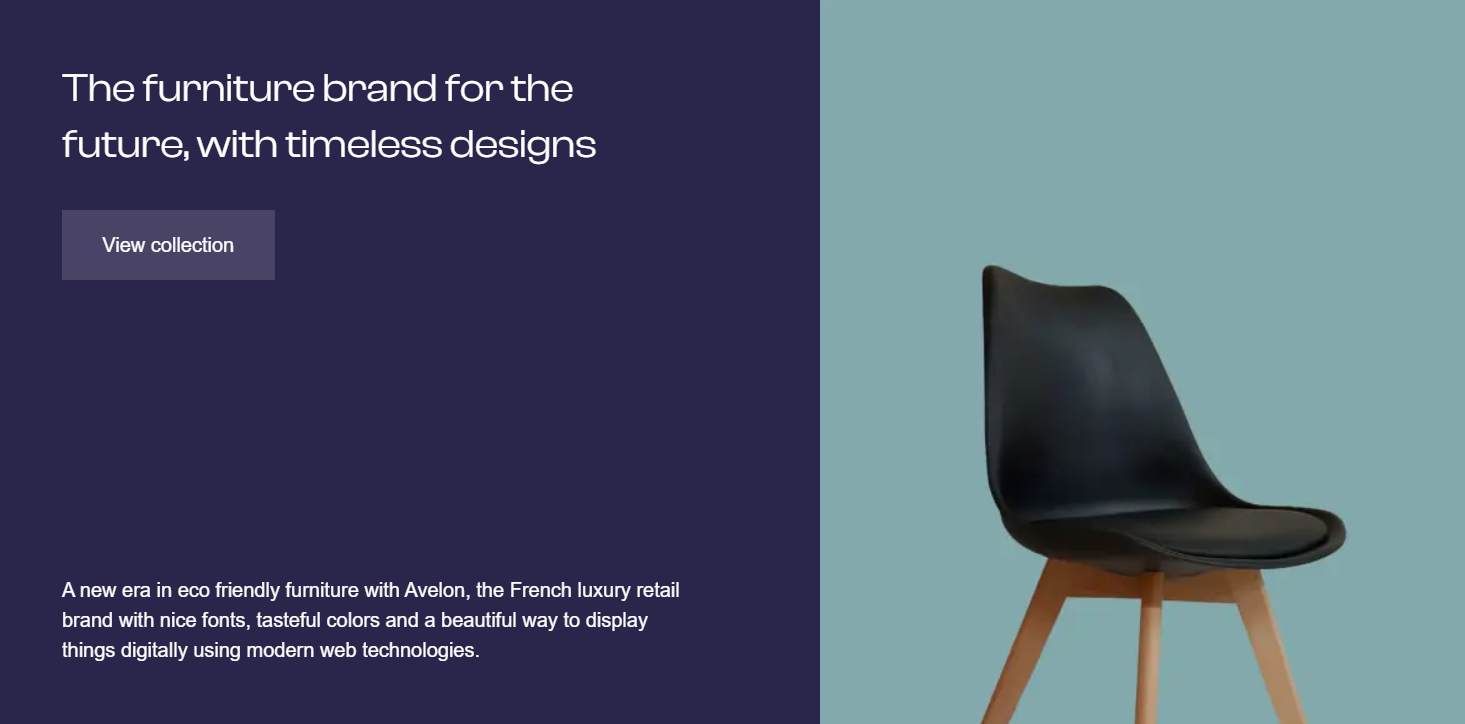 The furniture brand for the
future, with timeless designs
View collection
A new era in eco friendly furniture with Avelon, the French luxury retail
brand with nice fonts, tasteful colors and a beautiful way to display
things digitally using modern web technologies.